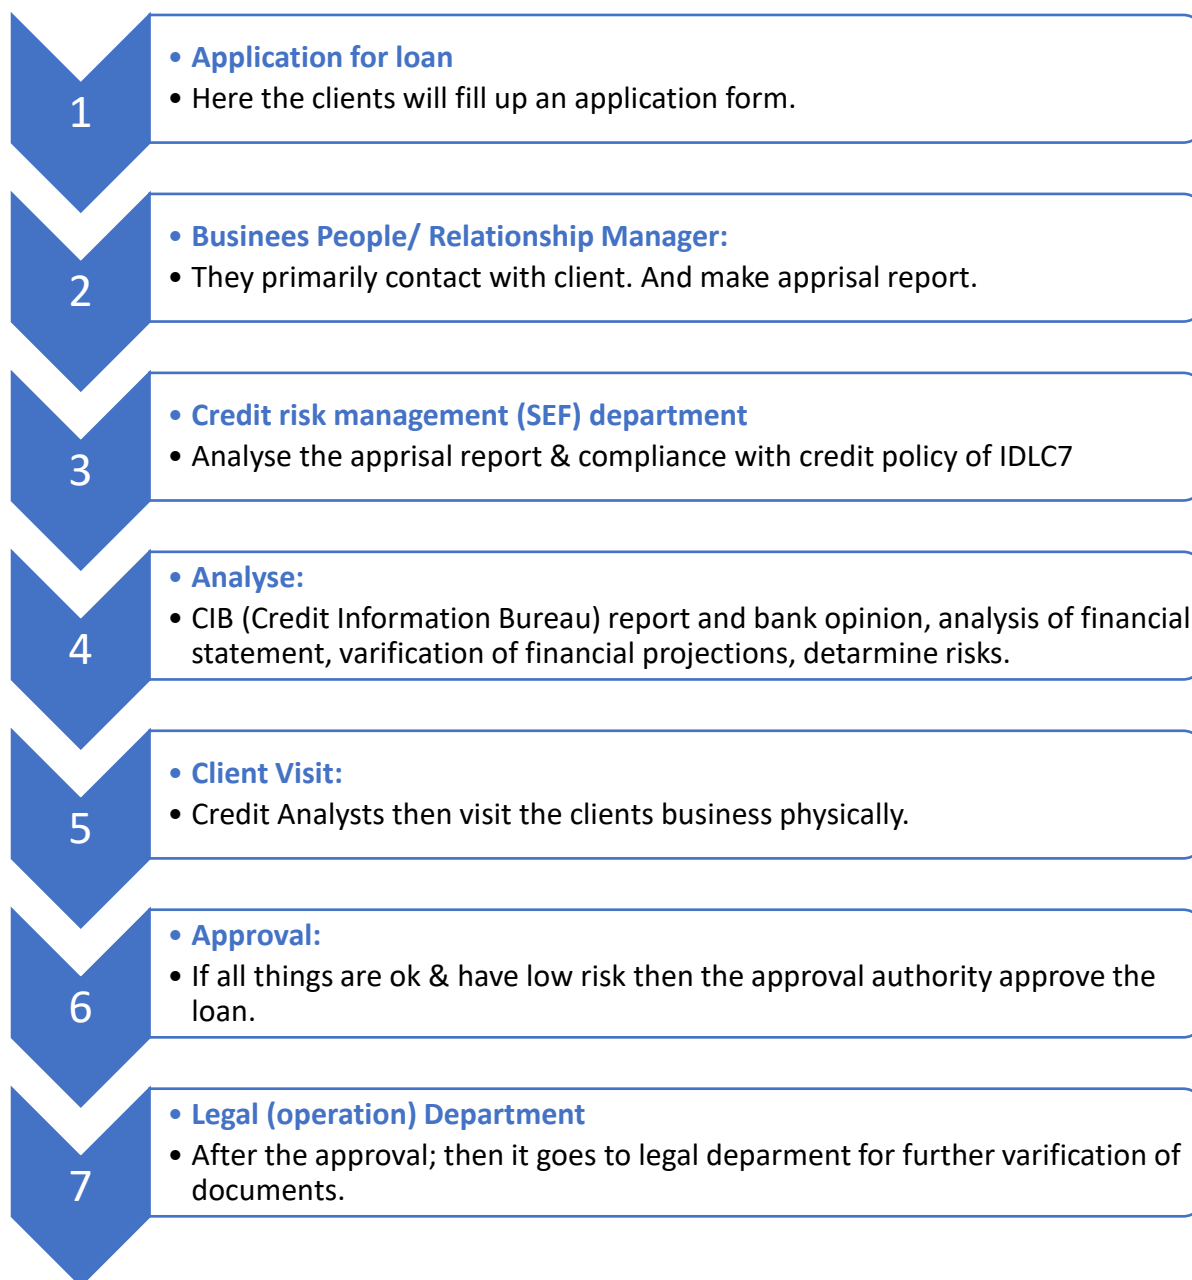 1
• Application for loan
• Here the clients will fill up an application form.
2
• Businees People/ Relationship Manager:
• They primarily contact with client. And make apprisal report.
3
• Credit risk management (SEF) department
• Analyse the apprisal report & compliance with credit policy of IDLC7
4
• Analyse:
• CIB (Credit Information Bureau) report and bank opinion, analysis of financial
statement, varification of financial projections, detarmine risks.
5
• Client Visit:
• Credit Analysts then visit the clients business physically.
6
• Approval:
• If all things are ok & have low risk then the approval authority approve the
loan.
7
• Legal (operation) Department
• After the approval; then it goes to legal deparment for further varification of
documents.